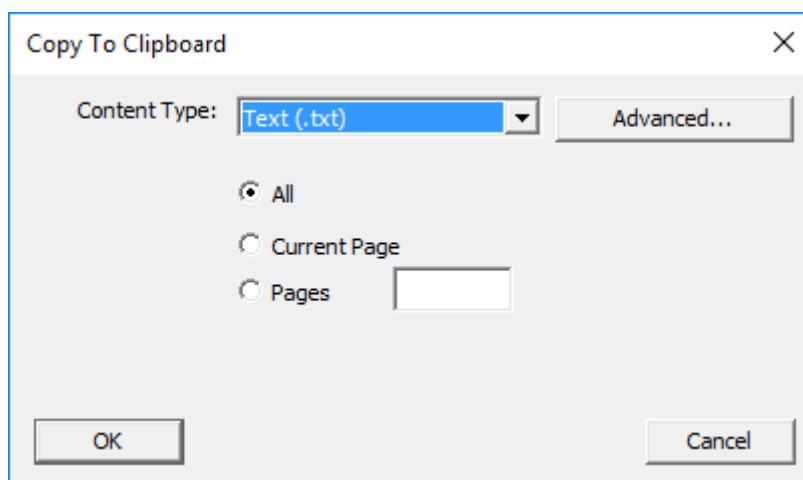 Copy To Clipboard
Content Type: Text (.txt) Advanced...
All
Current Page
Pages
OK Cancel